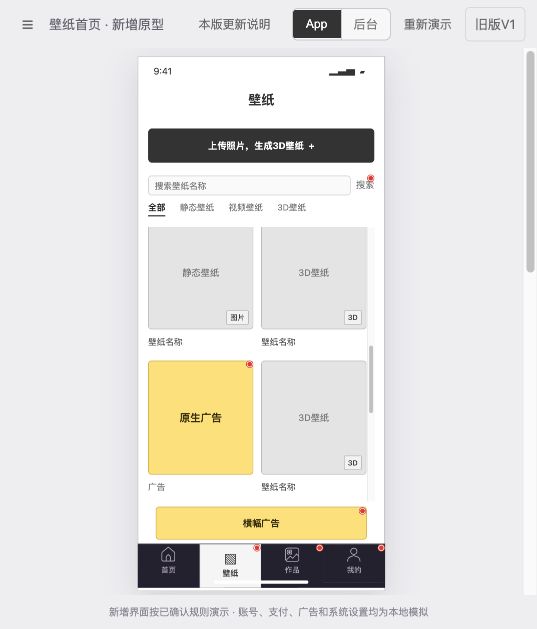 壁纸首页 · 新增原型 本版更新说明 App 后台 重新演示 旧版V1
9:41
壁纸
上传照片，生成3D壁纸 +
搜索壁纸名称 搜索
全部 静态壁纸 视频壁纸 3D壁纸
静态壁纸 3D壁纸
图片 3D
壁纸名称 壁纸名称
原生广告 3D壁纸
3D
广告 壁纸名称
横幅广告
首页 壁纸 作品 我的
新增界面按已确认规则演示 · 账号、支付、广告和系统设置均为本地模拟